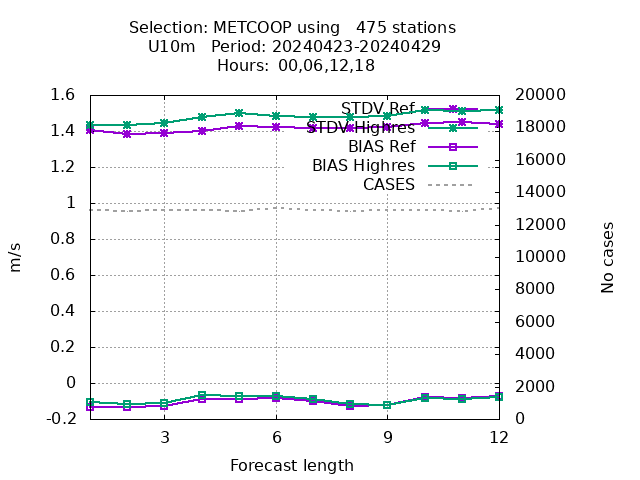 Selection: METCOOP using   475 stations
U10m   Period: 20240423-20240429
Hours:  00,06,12,18
1.6
1.4
1.2
1
0.8
0.6
0.4
0.2
0
-0.2
m/s
20000
18000
16000
14000
12000
10000
8000
6000
4000
2000
0
No cases
STDV Ref
STDV Highres
BIAS Ref
BIAS Highres
CASES
3
6
9
12
Forecast length